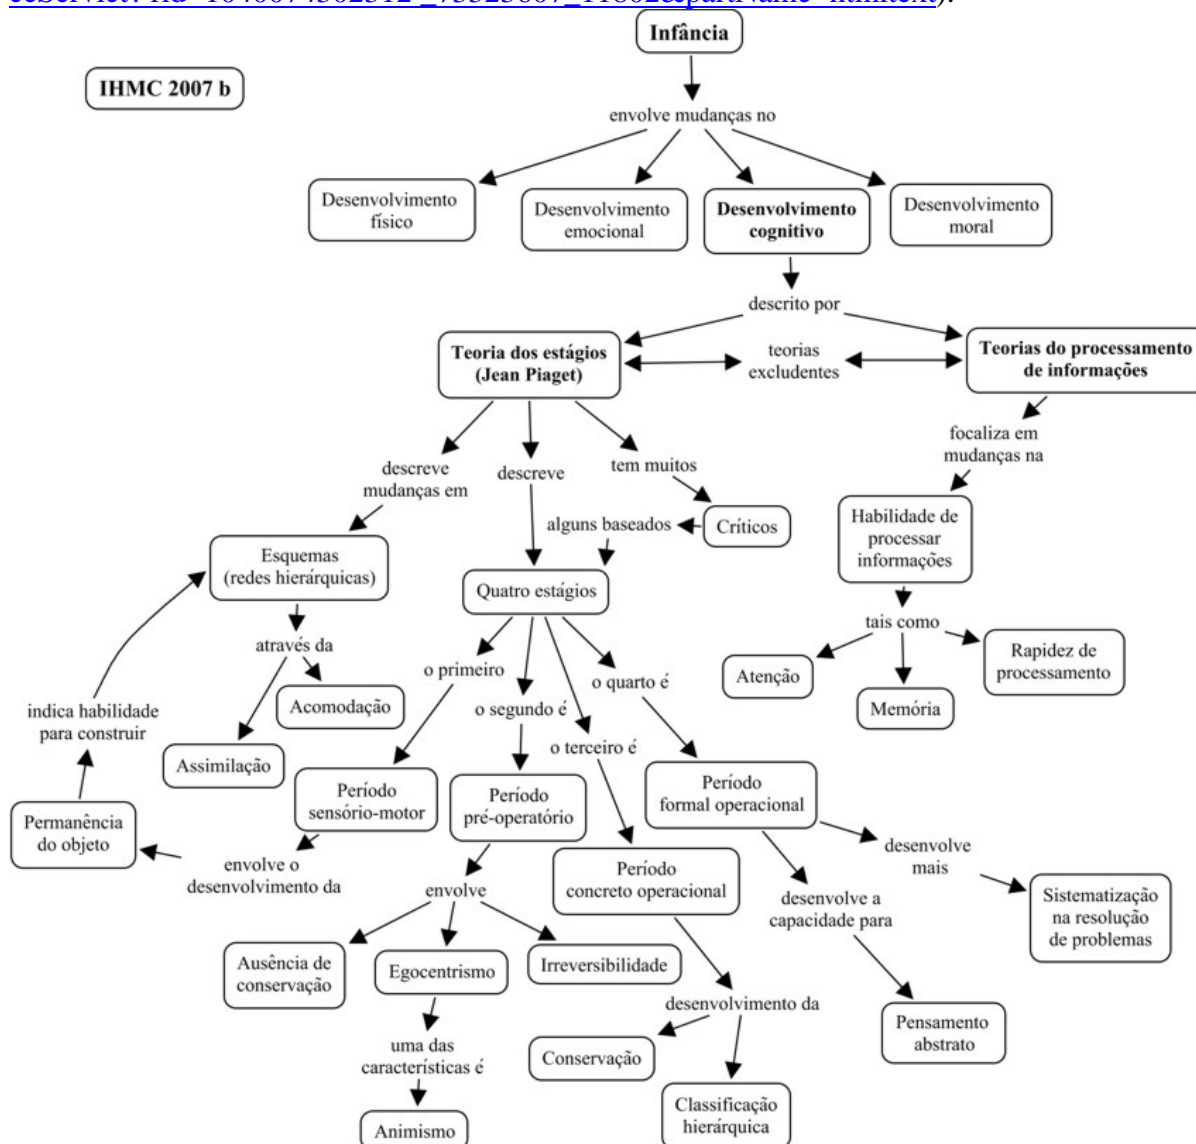 Infância
IHMC 2007 b
envolve mudanças no
Desenvolvimento
físico
Desenvolvimento
emocional
Desenvolvimento
cognitivo
Desenvolvimento
moral
descrito por
Teoria dos estágios
(Jean Piaget)
teorias
excludentes
Teorias do processamento
de informações
descreve
mudanças em
descreve
tem muitos
focaliza em
mudanças na
alguns baseados
Críticos
Habilidade de
processar
informações
Esquemas
(redes hierárquicas)
Quatro estágios
através da
tais como
Acomodação
Assimilação
o primeiro
o segundo é
o terceiro é
o quarto é
Atenção
Memória
Rapidez de
processamento
indica habilidade
para construir
Permanência
do objeto
envolve o
desenvolvimento da
Período
sensório-motor
Período
pré-operatório
Período
concreto operacional
Período
formal operacional
envolve
Ausência de
conservação
Egocentrismo
Irreversibilidade
uma das
características é
Animismo
desenvolvimento da
Conservação
Classificação
hierárquica
desenvolve a
capacidade para
Pensamento
abstrato
desenvolve
mais
Sistematização
na resolução
de problemas